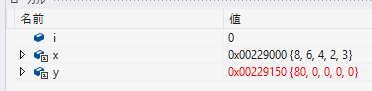 名前 値
i 0
x 0x00229000 {8, 6, 4, 2, 3}
y 0x00229150 {80, 0, 0, 0, 0}